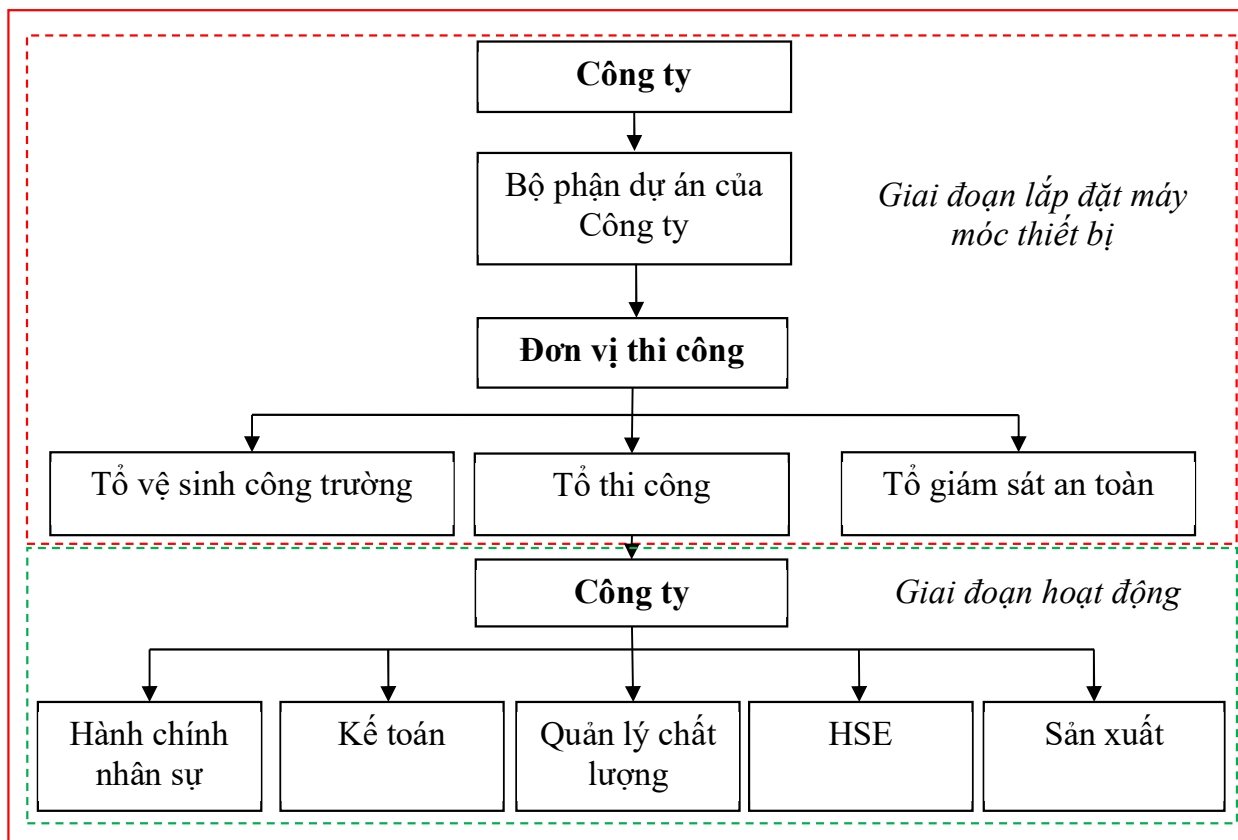 Công ty
Bộ phận dự án của
Công ty
Giai đoạn lắp đặt máy
móc thiết bị
Đơn vị thi công
Tổ vệ sinh công trường
Tổ thi công
Tổ giám sát an toàn
Công ty
Giai đoạn hoạt động
Hành chính
nhân sự
Kế toán
Quản lý chất
lượng
HSE
Sản xuất